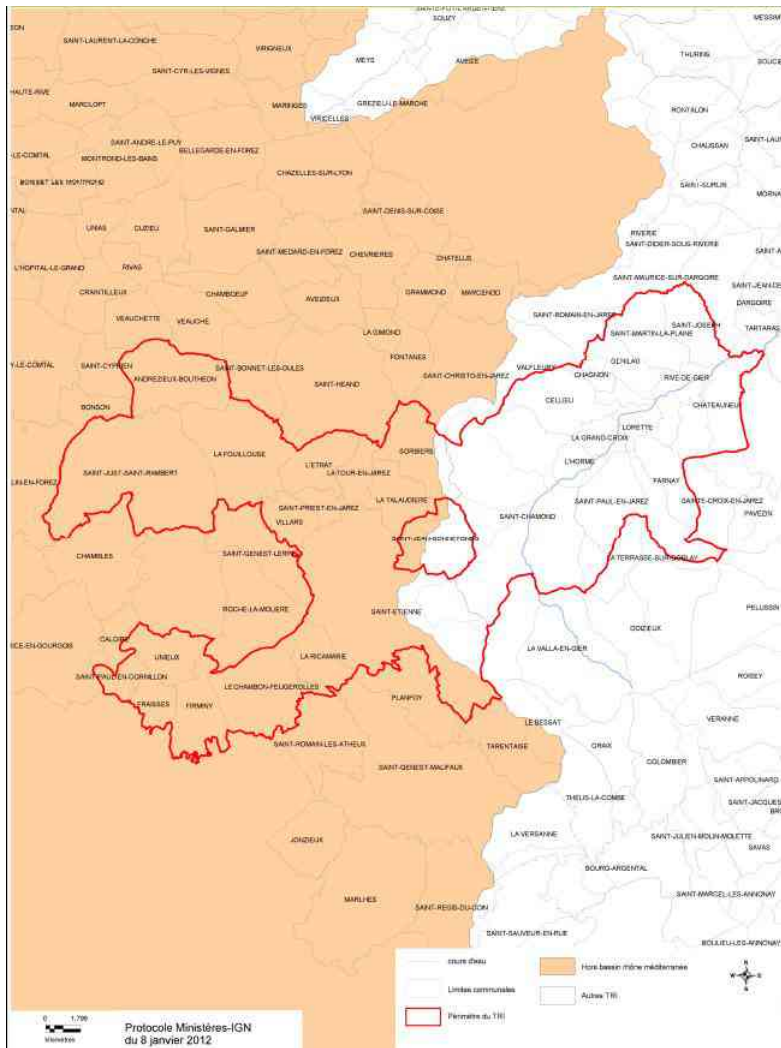 SOUZY
MESSIMY
SAINT-LAURENT-LA-CONCHE
VIRIGNEUX
MEYS
AVEIZE
THURINS
SAINT-CYR-LES-VIGNES
MARCLOPT
MARINGES
GREZIEU-LE-MARCHE
VIRICELLES
RONTALON
SAINT-ANDRE-LE-PUY
BELLEGARDE-EN-FOREZ
MONTROND-LES-BAINS
CHAUSSAN
CHAZELLES-SUR-LYON
SAINT-SORLIN
SAINT-DENIS-SUR-COISE
UNIAS
CUZIEU
SAINT-GALMIER
RIVERIE
SAINT-DIDIER-SOUS-RIVERIE
SAINT-MEDARD-EN-FOREZ
CHEVRIERES
CHATELUS
L'HOPITAL-LE-GRAND
RIVAS
SAINT-MAURICE-SUR-DARGOIRE
CRAINTILLEUX
CHAMBOEUF
AVEIZIEUX
GRAMMOND
MARCENOD
DARGOIRE
VEAUCHETTE
VEAUCHE
SAINT-ROMAIN-EN-JAREZ
SAINT-JOSEPH
TARTARAS
LA GIMOND
SAINT-MARTIN-LA-PLAINE
FONTANES
SAINT-CYPRIEN
SAINT-BONNET-LES-OULES
VALFLEURY
GENILAC
ANDREZIEUX-BOUTHEON
SAINT-HEAND
SAINT-CHRISTO-EN-JAREZ
CHAGNON
RIVE-DE-GIER
BONSON
CELLIEU
CHATEAUNEUF
LORETTE
LA GRAND-CROIX
LA FOUILLOUSE
SORBIERS
L'ETRAT
L'HORME
SAINT-JUST-SAINT-RAMBERT
LA-TOUR-EN-JAREZ
FARNAY
LA TALAUDIERE
SAINT-PAUL-EN-JAREZ
SAINTE-CROIX-EN-JAREZ
SAINT-PRIEST-EN-JAREZ
SAINT-CHAMOND
PAVEZIN
VILLARS
SAINT-JEAN-BONNEFONDS
CHAMBLES
SAINT-GENEST-LERPT
LA TERRASSE-SUR-DORLAY
ROCHE-LA-MOLIERE
SAINT-ETIENNE
PELUSSIN
DOIZIEUX
CALOIRE
UNIEUX
LA RICAMARIE
LA VALLA-EN-GIER
SAINT-PAUL-EN-CORNILLON
ROISEY
LE CHAMBON-FEUGEROLLES
FRAISSES
FIRMINY
PLANFOY
LE BESSAT
VERANNE
SAINT-ROMAIN-LES-ATHEUX
TARENTAISE
GRAIX
COLOMBIER
SAINT-GENEST-MALIFAUX
SAINT-APPOLINARD
THELIS-LA-COMBE
LA VERSANNE
SAINT-JULIEN-MOLIN-MOLETTE
JONZIEUX
SAVAS
BOURG-ARGENTAL
MARLHES
SAINT-REGIS-DU-COIN
SAINT-MARCEL-LES-ANNONAY
SAINT-SAUVEUR-EN-RUE
BOULIEU-LES-ANNONAY
cours d'eau
Limites communales
Périmètre du TRI
Hors bassin rhône méditerranée
Autres TRI
N
0 1,799
kilomètres
Protocole Ministères-IGN
du 8 janvier 2012